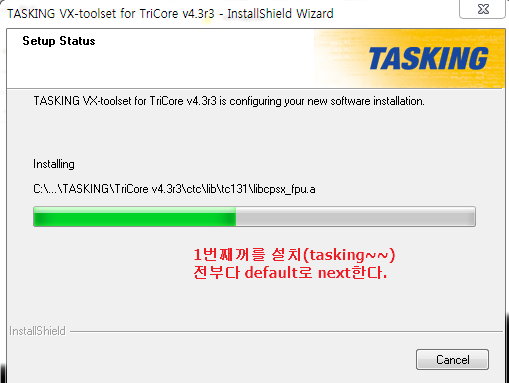 TASKING VX-toolset for TriCore v4.3r3 - InstallShield Wizard
Setup Status
TASKING
TASKING VX-toolset for TriCore v4.3r3 is configuring your new software installation.
Installing
C:\...\TASKING\TriCore v4.3r3\ctc\lib\tc131\libcpsx_fpu.a
1번째꺼를 설치(tasking~~)
전부다 default로 next한다.
InstallShield
Cancel